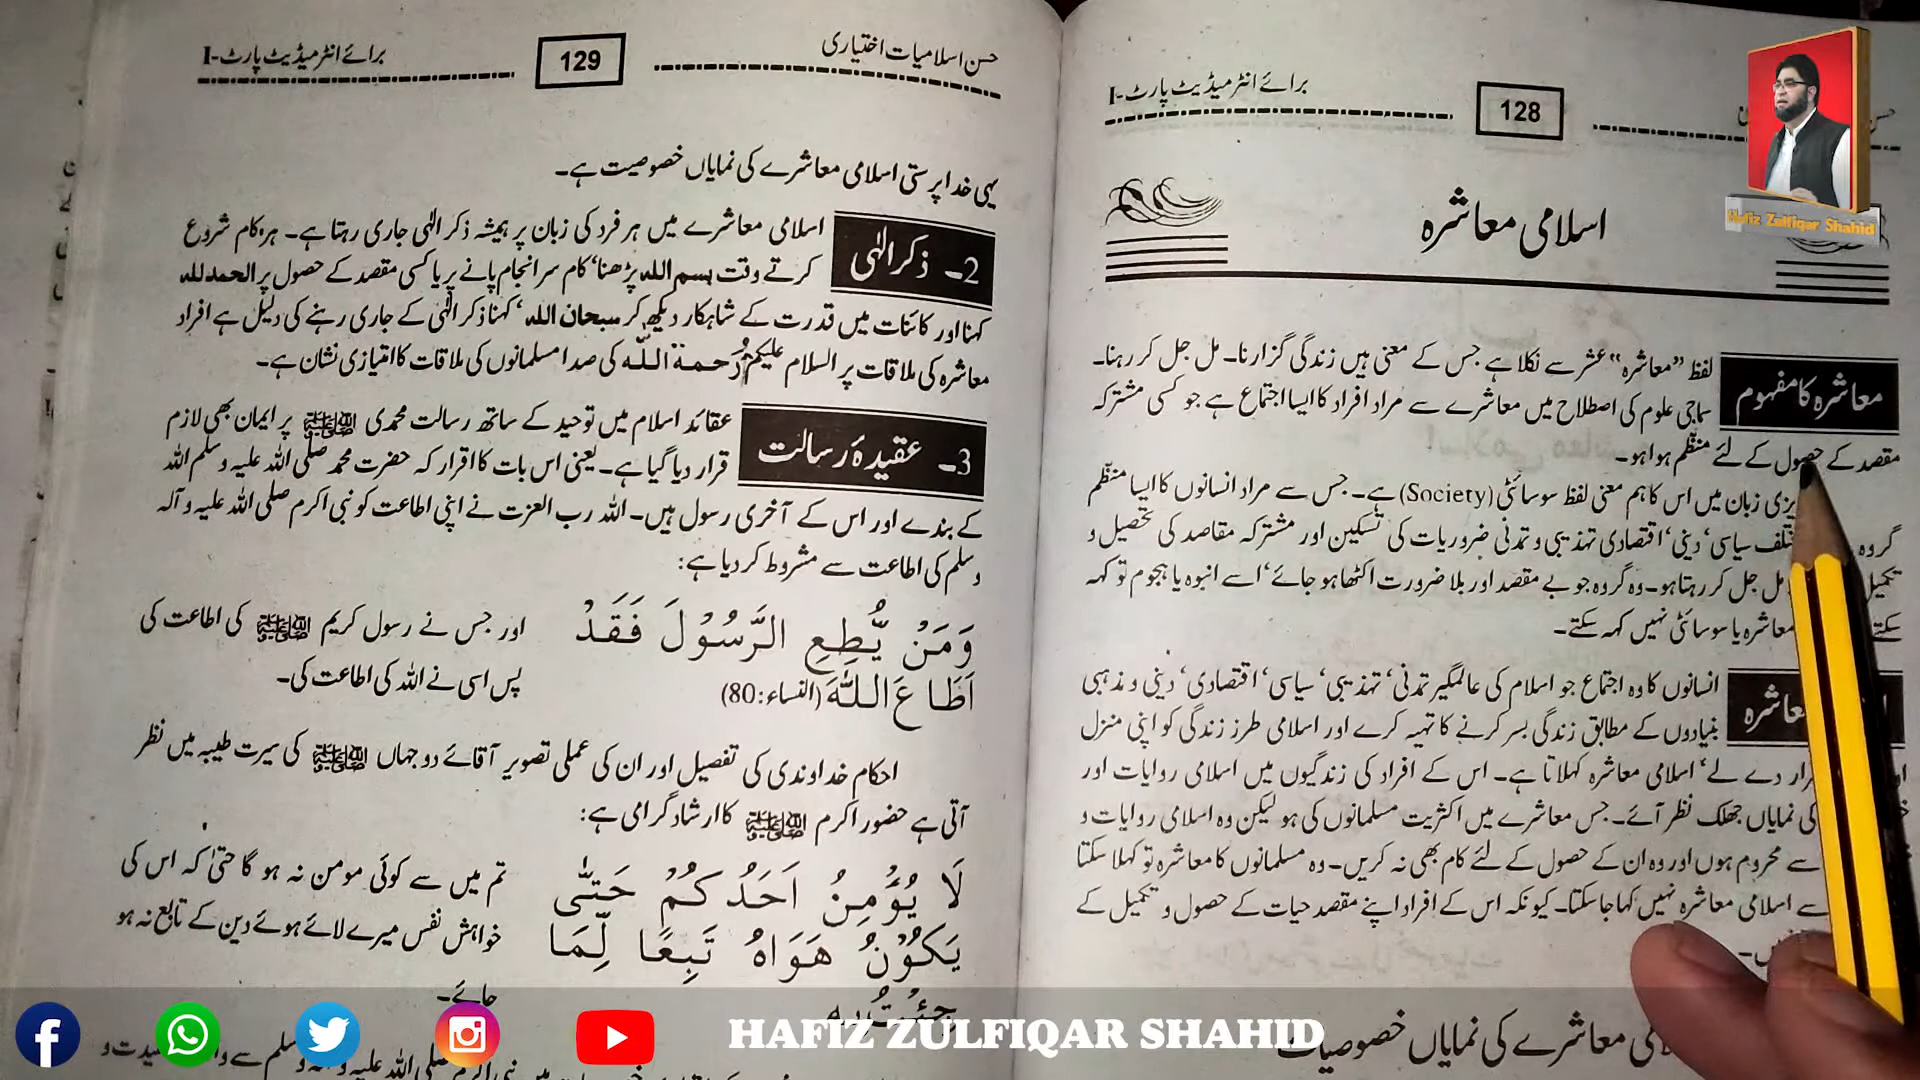 حسن
128
برائے انٹر میڈیٹ پارٹ-I
Hafiz Zulfiqar Shahid
اسلامی معاشرہ
معاشرہ کا مفہوم
لفظ ”معاشرہ“ عشر سے نکلا ہے جس کے معنی ہیں زندگی گزارنا۔ مل جل کر رہنا۔
سماجی علوم کی اصطلاح میں معاشرے سے مراد افراد کا ایسا اجتماع ہے جو کسی مشترکہ
مقصد کے حصول کے لئے منظّم ہوا ہو۔
یزی زبان میں اس کا ہم معنی لفظ سوسائٹی (Society) ہے۔ جس سے مراد انسانوں کا ایسا منظّم
گروہ سیاسی‘ دینی‘ اقتصادی تہذیبی و تمدنی ضروریات کی تسکین اور مشترکہ مقاصد کی تحصیل و
تکمیل مل جل کر رہتا ہو۔ وہ گروہ جو بے مقصد اور بلا ضرورت اکٹھا ہو جائے‘ اسے انبوہ یا ہجوم تو کہہ
سکتے معاشرہ یا سوسائٹی نہیں کہہ سکتے۔
معاشرہ
انسانوں کا وہ اجتماع جو اسلام کی عالمگیر تمدنی‘ تہذیبی‘ سیاسی‘ اقتصادی‘ دینی و مذہبی
بنیادوں کے مطابق زندگی بسر کرنے کا تہیہ کرے اور اسلامی طرز زندگی کو اپنی منزل
رار دے لے‘ اسلامی معاشرہ کہلاتا ہے۔ اس کے افراد کی زندگیوں میں اسلامی روایات اور
کی نمایاں جھلک نظر آئے۔ جس معاشرے میں اکثریت مسلمانوں کی ہو لیکن وہ اسلامی روایات و
سے محروم ہوں اور وہ ان کے حصول کے لئے کام بھی نہ کریں۔ وہ مسلمانوں کا معاشرہ تو کہلا سکتا
سے اسلامی معاشرہ نہیں کہا جا سکتا۔ کیونکہ اس کے افراد اپنے مقصد حیات کے حصول و تکمیل کے
معاشرے کی نمایاں خصوصیات
حسن اسلامیات اختیاری
129
برائے انٹر میڈیٹ پارٹ-I
یہی خدا پرستی اسلامی معاشرے کی نمایاں خصوصیت ہے۔
2۔ ذکر الٰہی
اسلامی معاشرے میں ہر فرد کی زبان پر ہمیشہ ذکر الٰہی جاری رہتا ہے۔ ہر کام شروع
کرتے وقت بسم اللہ پڑھنا‘ کام سرانجام پانے پر یا کسی مقصد کے حصول پر الحمد للہ
کہنا اور کائنات میں قدرت کے شاہکار دیکھ کر سبحان اللہ‘ کہنا ذکر الٰہی کے جاری رہنے کی دلیل ہے افراد
معاشرہ کی ملاقات پر السلام علیکم رحمۃ اللہ کی صدا مسلمانوں کی ملاقات کا امتیازی نشان ہے۔
3۔ عقیدۂ رسالت
عقائد اسلام میں توحید کے ساتھ رسالت محمدی ﷺ پر ایمان بھی لازم
قرار دیا گیا ہے۔ یعنی اس بات کا اقرار کہ حضرت محمد صلی اللہ علیہ وسلم اللہ
کے بندے اور اس کے آخری رسول ہیں۔ اللہ رب العزت نے اپنی اطاعت کو نبی اکرم صلی اللہ علیہ و آلہ
وسلم کی اطاعت سے مشروط کر دیا ہے:
وَمَنْ يُّطِعِ الرَّسُوْلَ فَقَدْ
اَطَاعَ اللّٰهَ (النساء:80)
اور جس نے رسول کریم ﷺ کی اطاعت کی
پس اسی نے اللہ کی اطاعت کی۔
احکام خداوندی کی تفصیل اور ان کی عملی تصویر آقائے دو جہاں ﷺ کی سیرت طیبہ میں نظر
آتی ہے حضور اکرم ﷺ کا ارشاد گرامی ہے:
لَا يُؤْمِنُ اَحَدُكُمْ حَتّٰى
يَكُوْنُ هَوَاهُ تَبِعًا لِّمَا
جِئْتُ بِه
تم میں سے کوئی مومن نہ ہو گا حتیٰ کہ اس کی
خواہش نفس میرے لائے ہوئے دین کے تابع نہ ہو
جائے۔
HAFIZ ZULFIQAR SHAHID